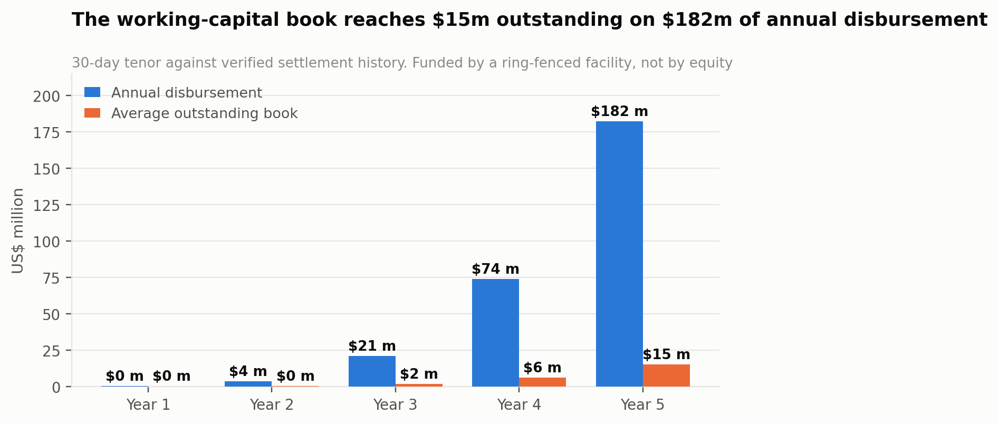 The working-capital book reaches $15m outstanding on $182m of annual disbursement
30-day tenor against verified settlement history. Funded by a ring-fenced facility, not by equity
Annual disbursement
Average outstanding book
US$ million
200
175
150
125
100
75
50
25
0
$0 m $0 m
$4 m $0 m
$21 m $2 m
$74 m $6 m
$182 m $15 m
Year 1 Year 2 Year 3 Year 4 Year 5